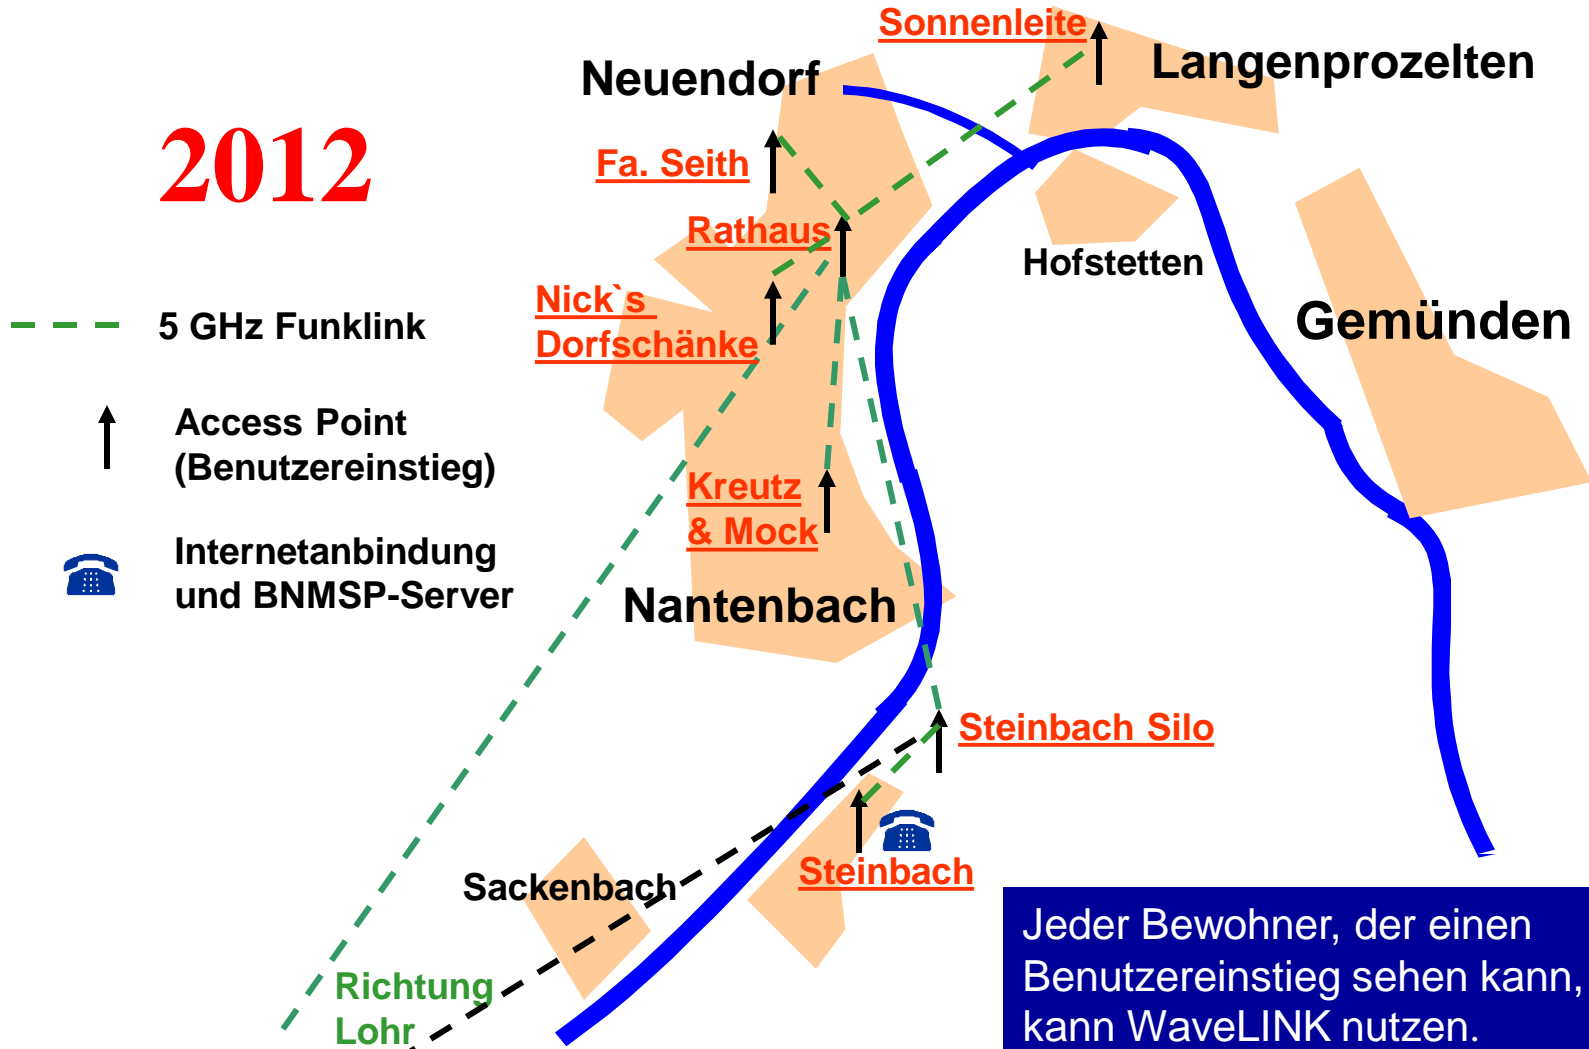 Sonnenleite
Langenprozelten
Neuendorf
2012
Fa. Seith
Rathaus
Hofstetten
Nick`s
Dorfschänke
Gemünden
5 GHz Funklink
Access Point
(Benutzereinstieg)
Kreutz
& Mock
Internetanbindung
und BNMSP-Server
Nantenbach
Steinbach Silo
Steinbach
Sackenbach
Richtung
Lohr
Jeder Bewohner, der einen
Benutzereinstieg sehen kann,
kann WaveLINK nutzen.